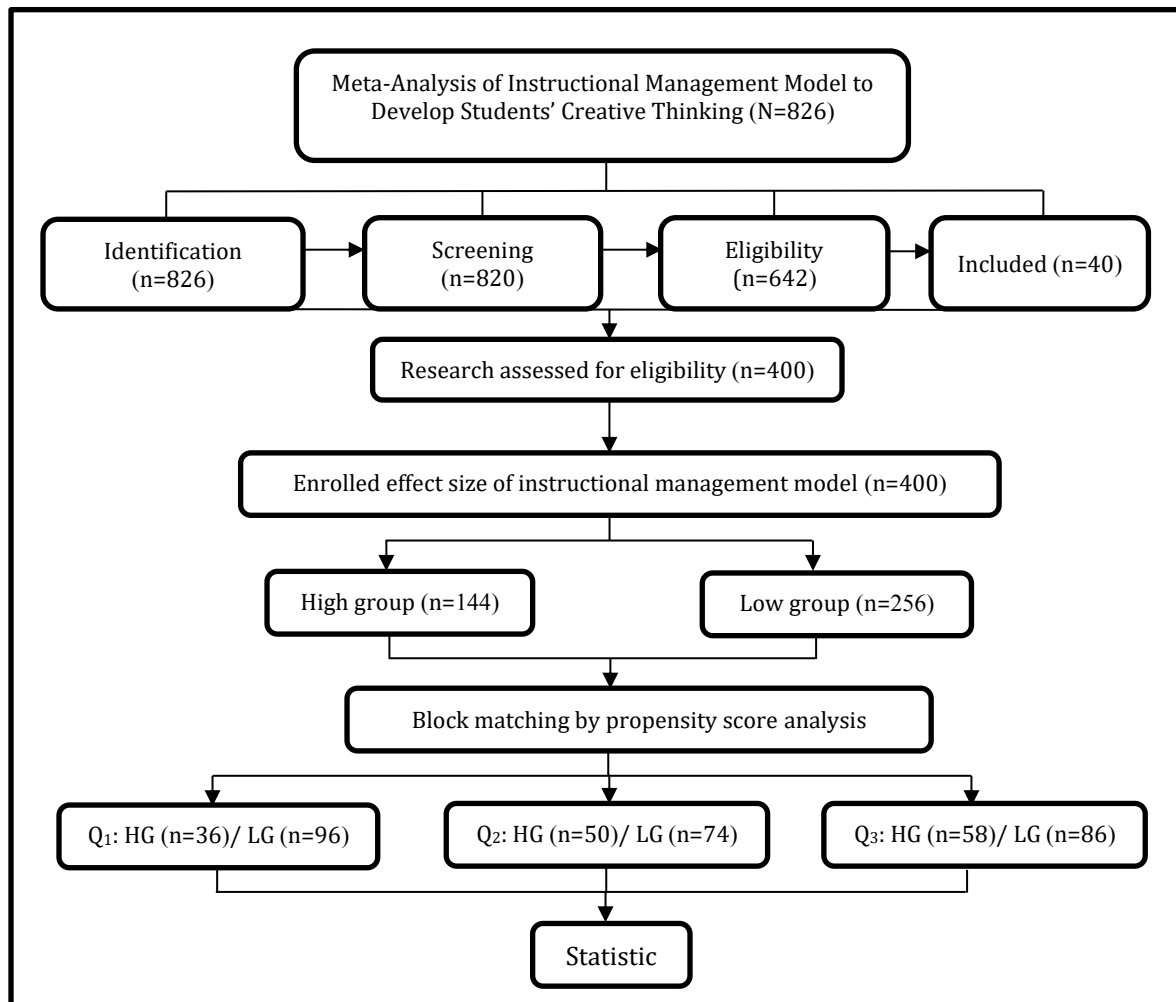 Meta-Analysis of Instructional Management Model to
Develop Students’ Creative Thinking (N=826)
Identification
(n=826)
Screening
(n=820)
Eligibility
(n=642)
Included (n=40)
Research assessed for eligibility (n=400)
Enrolled effect size of instructional management model (n=400)
High group (n=144)
Low group (n=256)
Block matching by propensity score analysis
Q₁: HG (n=36)/ LG (n=96)
Q₂: HG (n=50)/ LG (n=74)
Q₃: HG (n=58)/ LG (n=86)
Statistic